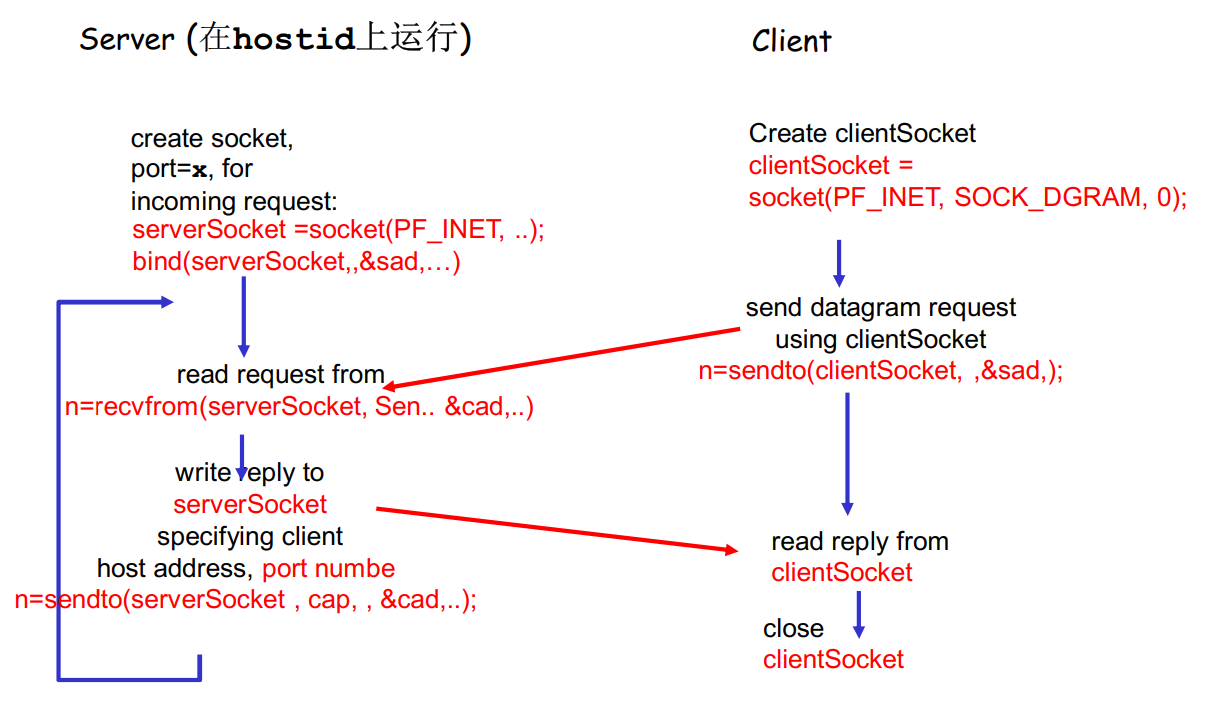 Server (在hostid上运行)
create socket,
port=x, for
incoming request:
serverSocket =socket(PF_INET, ..);
bind(serverSocket,,&sad,…)
read request from
n=recvfrom(serverSocket, Sen.. &cad,..)
write reply to
serverSocket
specifying client
host address, port numbe
n=sendto(serverSocket , cap, , &cad,..);
Client
Create clientSocket
clientSocket =
socket(PF_INET, SOCK_DGRAM, 0);
send datagram request
using clientSocket
n=sendto(clientSocket, ,&sad,);
read reply from
clientSocket
close
clientSocket